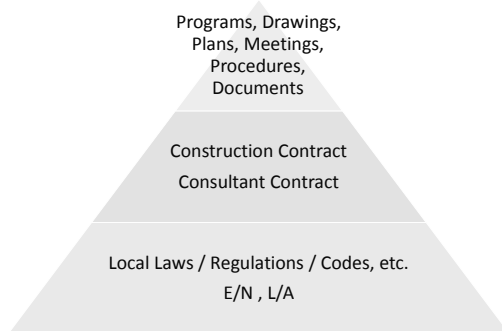 Programs, Drawings,
Plans, Meetings,
Procedures,
Documents
Construction Contract
Consultant Contract
Local Laws / Regulations / Codes, etc.
E/N , L/A